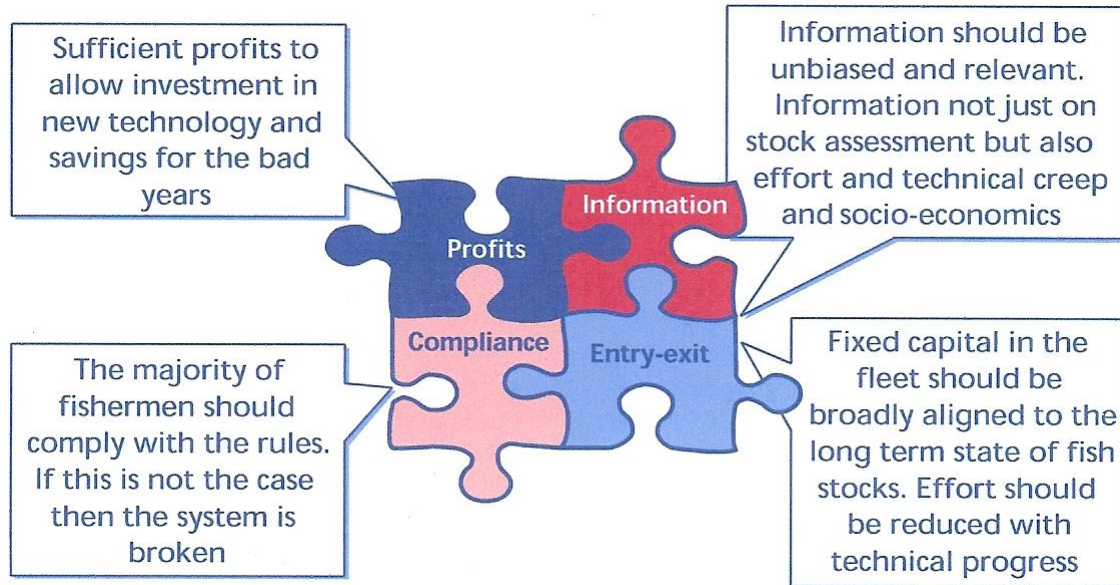 Sufficient profits to
allow investment in
new technology and
savings for the bad
years
Information should be
unbiased and relevant.
Information not just on
stock assessment but also
effort and technical creep
and socio-economics
Information
Profits
Compliance
Entry-exit
The majority of
fishermen should
comply with the rules.
If this is not the case
then the system is
broken
Fixed capital in the
fleet should be
broadly aligned to the
long term state of fish
stocks. Effort should
be reduced with
technical progress